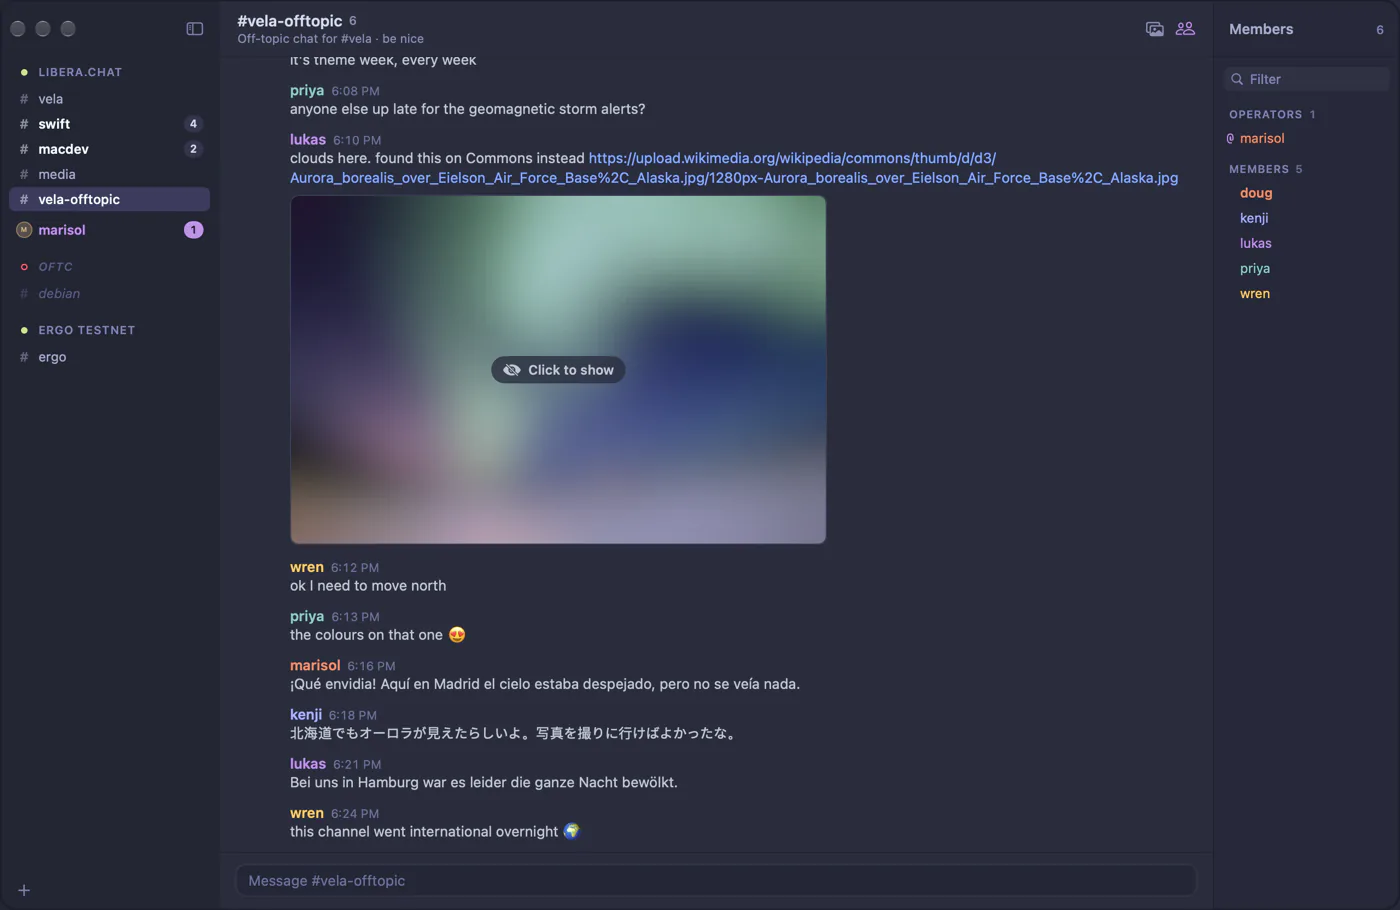 LIBERA.CHAT
# vela
# swift 4
# macdev 2
# media
# vela-offtopic
M marisol 1
OFTC
# debian
ERGO TESTNET
# ergo
#vela-offtopic 6
Off-topic chat for #vela · be nice
it's theme week, every week
priya 6:08 PM
anyone else up late for the geomagnetic storm alerts?
lukas 6:10 PM
clouds here. found this on Commons instead https://upload.wikimedia.org/wikipedia/commons/thumb/d/d3/
Aurora_borealis_over_Eielson_Air_Force_Base%2C_Alaska.jpg/1280px-Aurora_borealis_over_Eielson_Air_Force_Base%2C_Alaska.jpg
Click to show
wren 6:12 PM
ok I need to move north
priya 6:13 PM
the colours on that one 😍
marisol 6:16 PM
¡Qué envidia! Aquí en Madrid el cielo estaba despejado, pero no se veía nada.
kenji 6:18 PM
北海道でもオーロラが見えたらしいよ。写真を撮りに行けばよかったな。
lukas 6:21 PM
Bei uns in Hamburg war es leider die ganze Nacht bewölkt.
wren 6:24 PM
this channel went international overnight 🌍
Message #vela-offtopic
Members 6
Filter
OPERATORS 1
@ marisol
MEMBERS 5
doug
kenji
lukas
priya
wren